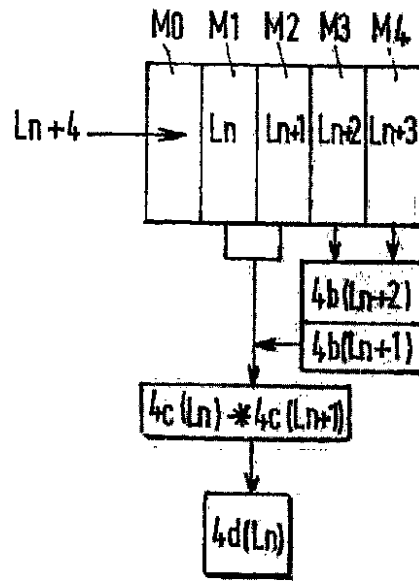 M0 M1 M2 M3 M4
Ln+4 Ln Ln+1 Ln+2 Ln+3
4b(Ln+2)
4b(Ln+1)
4c(Ln)*4c(Ln+1)
4d(Ln)